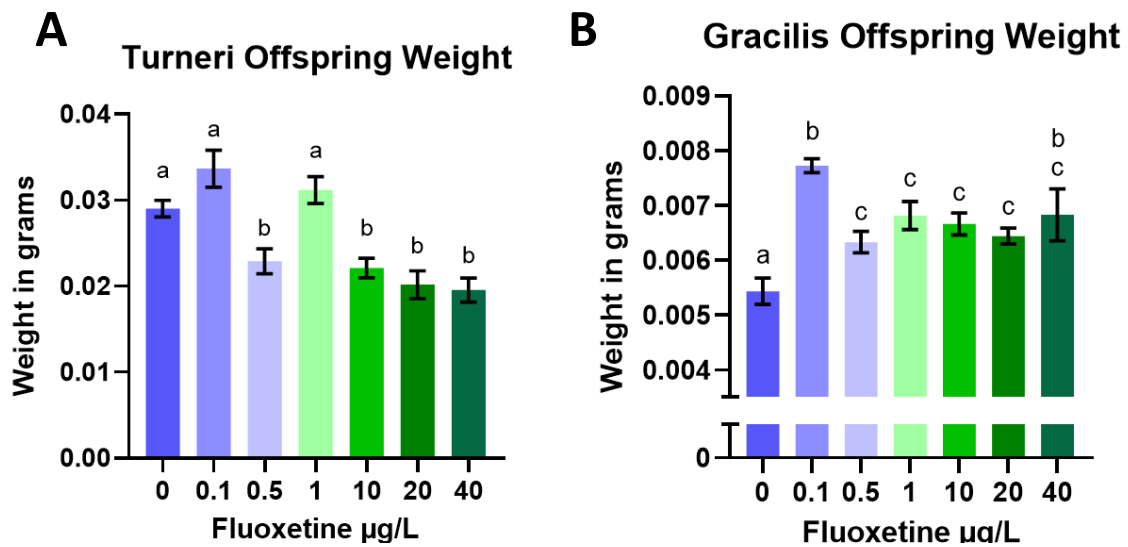 A
Turneri Offspring Weight
Weight in grams
0.04
0.03
0.02
0.01
0.00
a
a
b
a
b
b
b
0 0.1 0.5 1 10 20 40
Fluoxetine µg/L
B
Gracilis Offspring Weight
Weight in grams
0.009
0.008
0.007
0.006
0.005
0.004
0
a
b
c
c
c
c
b
c
0 0.1 0.5 1 10 20 40
Fluoxetine µg/L